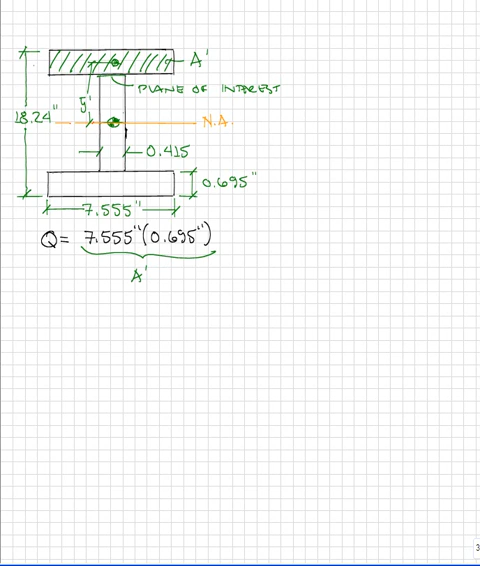 A'
PLANE OF INTEREST
ȳ'
18.24"
N.A.
0.415
0.695"
7.555"
Q = 7.555"(0.695")
A'
3